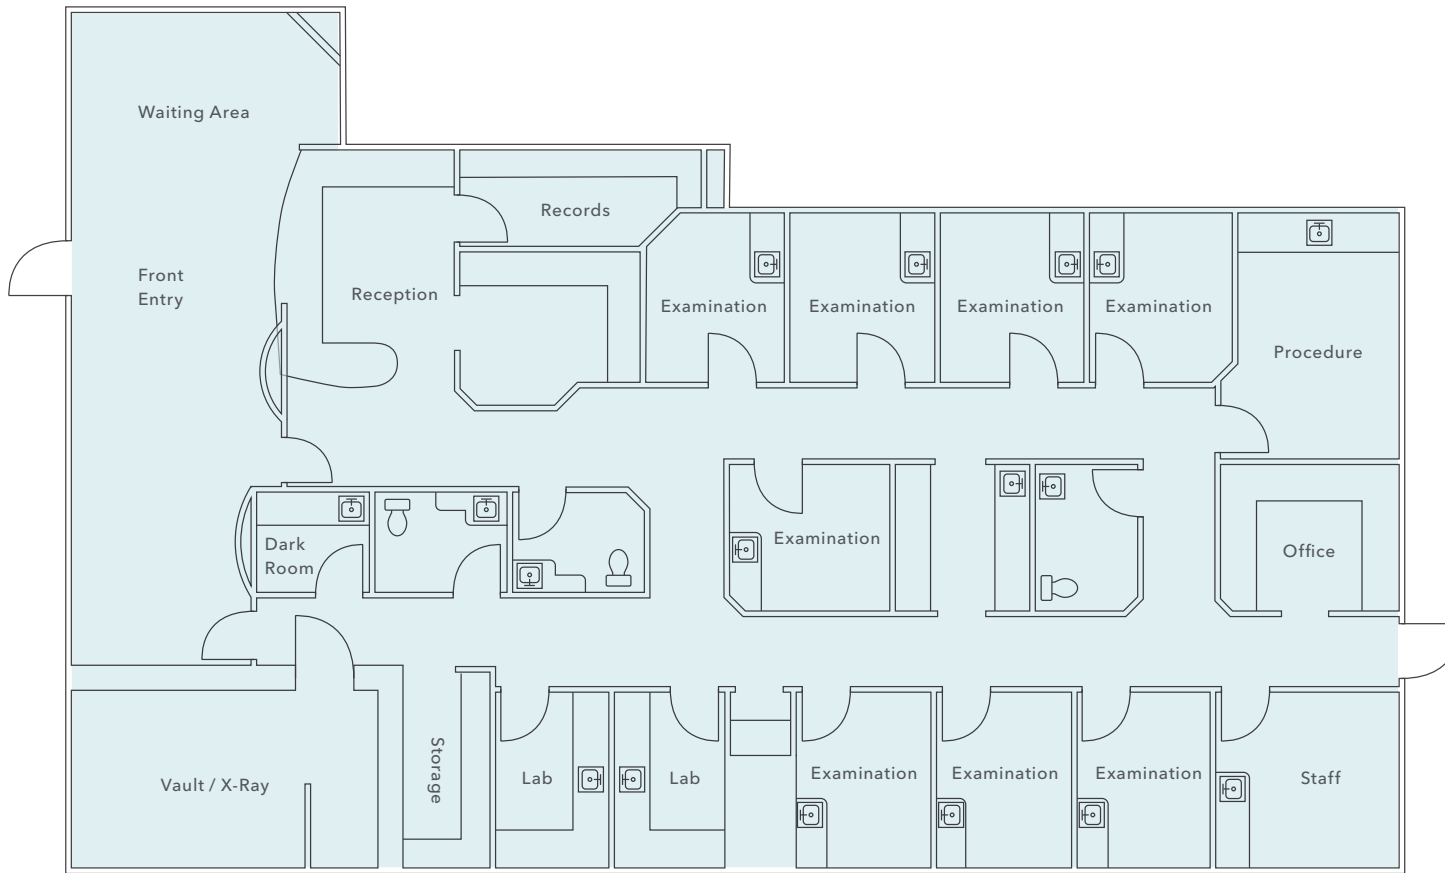 Waiting Area
Records
Front
Entry
Reception
Examination
Examination
Examination
Examination
Procedure
Dark
Room
Examination
Office
Vault / X-Ray
Storage
Lab
Lab
Examination
Examination
Examination
Staff